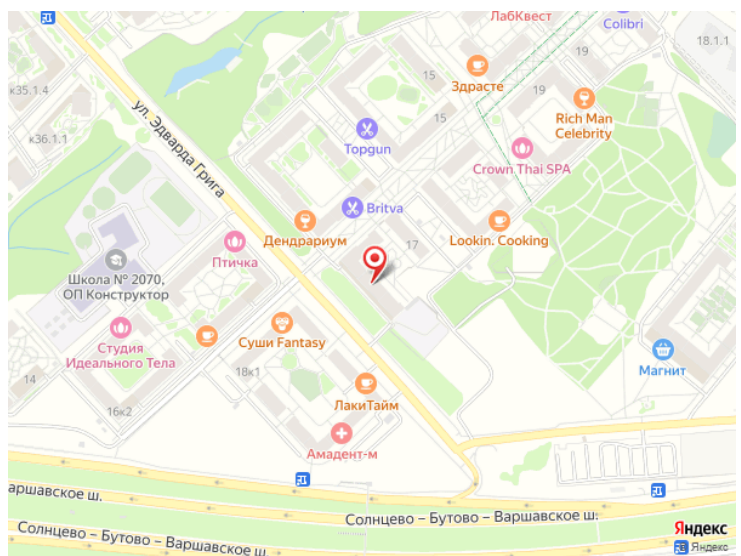 ЛабКвест
Colibri
18.1.1
к35.1.4
19
Здрасте
15
19
Rich Man
Celebrity
к36.1.1
15
ул. Эдварда Грига
Topgun
Crown Thai SPA
Britva
Дендрариум
17
Lookin. Cooking
Птичка
Школа № 2070,
ОП Конструктор
Студия
Идеального Тела
Суши Fantasy
Магнит
14
18к1
16к2
ЛакиТайм
Амадент-м
аршавское ш.
Солнцево – Бутово – Варшавское ш.
Солнцево – Бутово – Варшавское ш.
Яндекс
Яндекс